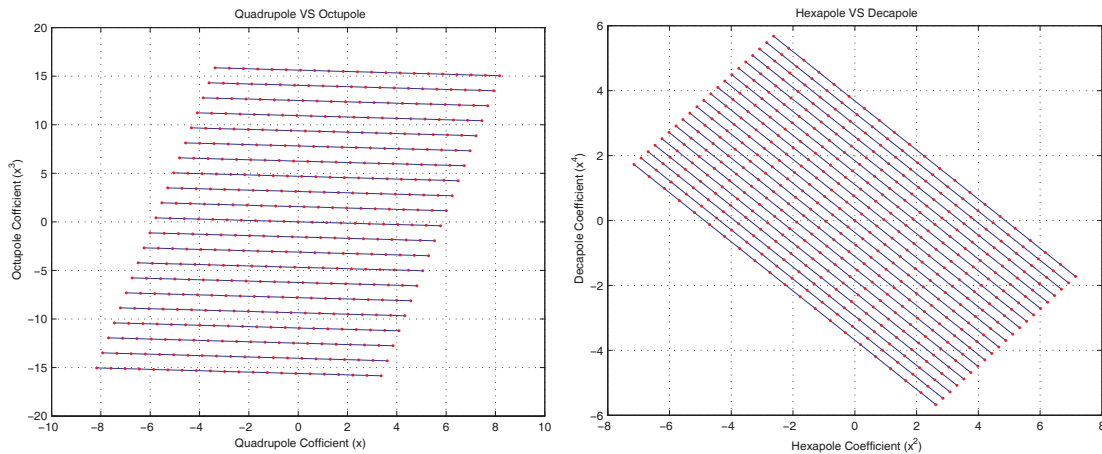 Quadrupole VS Octupole
20
15
10
5
0
−5
−10
−15
−20
Octupole Cofficient (x³)
−10 −8 −6 −4 −2 0 2 4 6 8 10
Quadrupole Cofficient (x)
Hexapole VS Decapole
6
4
2
0
−2
−4
−6
Decapole Coefficient (x⁴)
−8 −6 −4 −2 0 2 4 6 8
Hexapole Coefficient (x²)